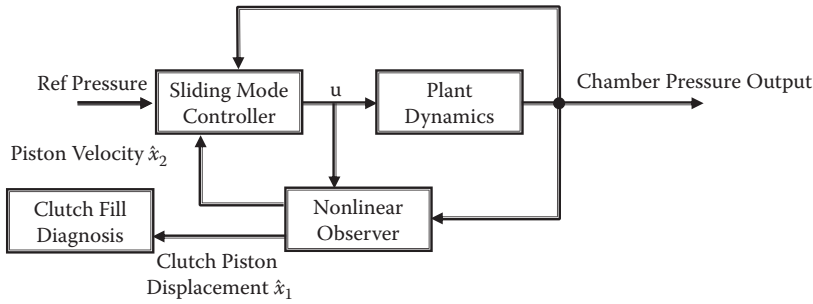 Ref Pressure
Sliding Mode
Controller
u
Plant
Dynamics
Chamber Pressure Output
Piston Velocity x̂₂
Clutch Fill
Diagnosis
Nonlinear
Observer
Clutch Piston
Displacement x̂₁